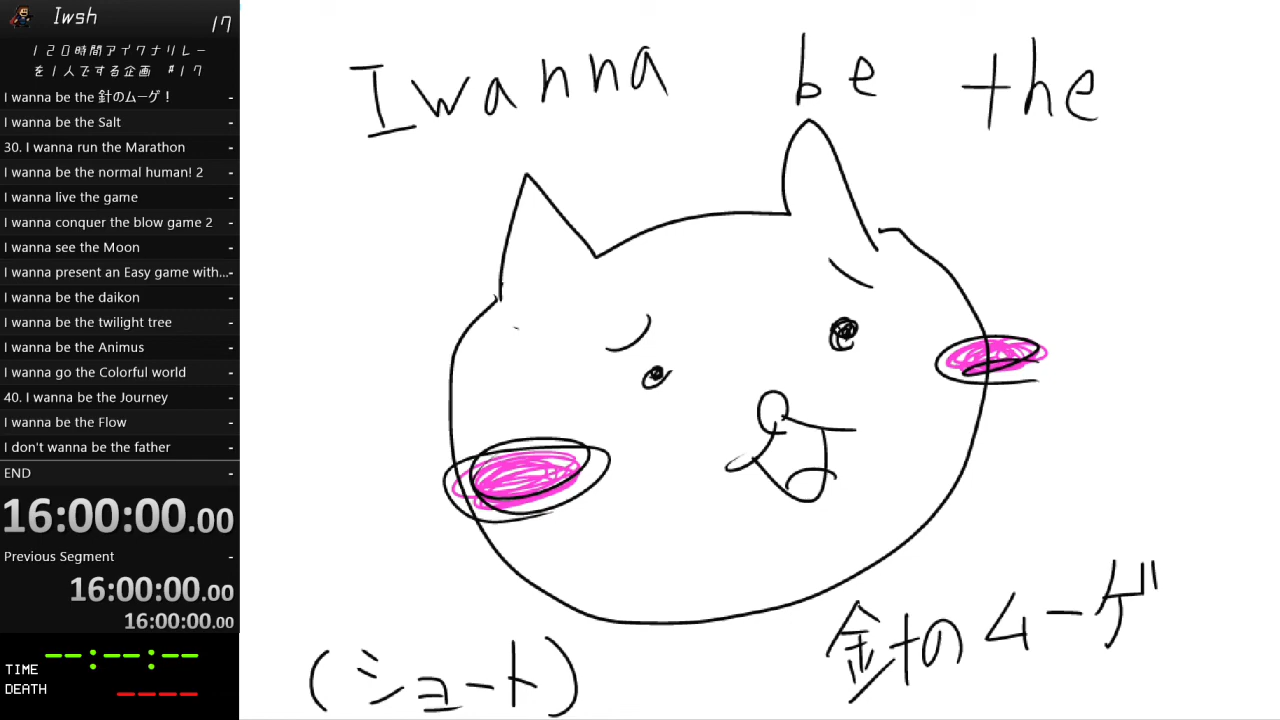 Iwsh
17
120時間アイワナリレー
を1人でする企画 #17
I wanna be the 針のムーゲ！ -
I wanna be the Salt -
30. I wanna run the Marathon -
I wanna be the normal human! 2 -
I wanna live the game -
I wanna conquer the blow game 2 -
I wanna see the Moon -
I wanna present an Easy game with... -
I wanna be the daikon -
I wanna be the twilight tree -
I wanna be the Animus -
I wanna go the Colorful world -
40. I wanna be the Journey -
I wanna be the Flow -
I don't wanna be the father -
END -
16:00:00.00
Previous Segment -
16:00:00.00
16:00:00.00
TIME --:--:--
DEATH ----
I wanna be the
針のムーゲ
(ショート)